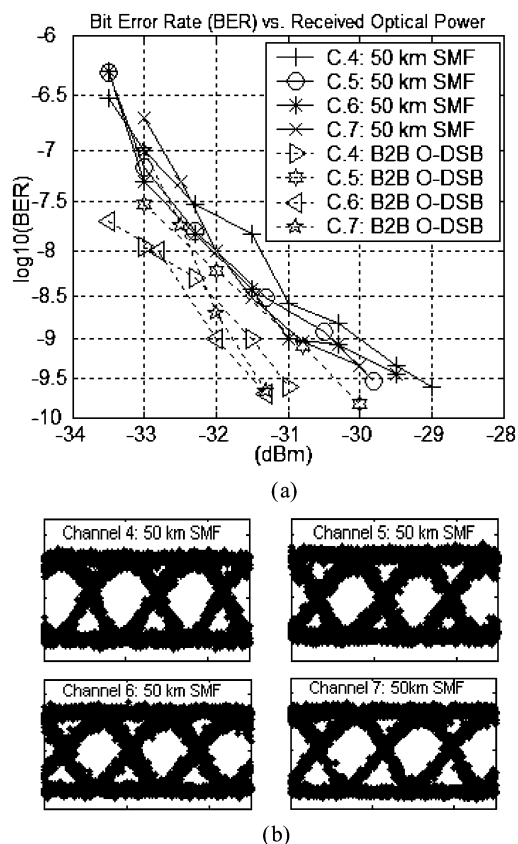 Bit Error Rate (BER) vs. Received Optical Power
-6
-6.5
-7
-7.5
-8
-8.5
-9
-9.5
-10
log10(BER)
C.4: 50 km SMF
C.5: 50 km SMF
C.6: 50 km SMF
C.7: 50 km SMF
C.4: B2B O-DSB
C.5: B2B O-DSB
C.6: B2B O-DSB
C.7: B2B O-DSB
-34 -33 -32 -31 -30 -29 -28
(dBm)
(a)
Channel 4: 50 km SMF
Channel 5: 50 km SMF
Channel 6: 50 km SMF
Channel 7: 50km SMF
(b)